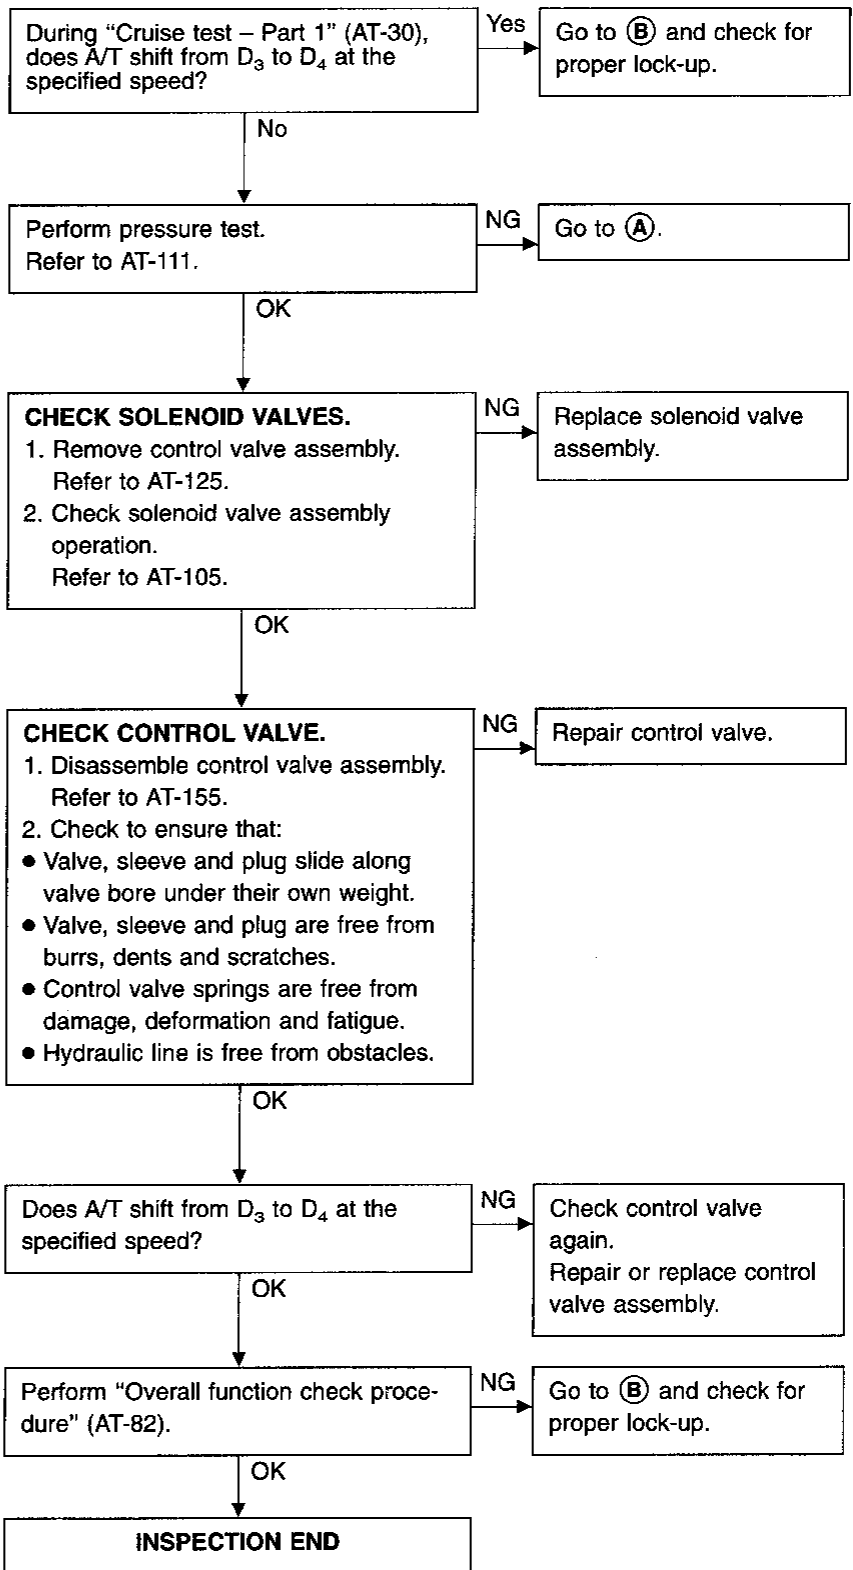 During “Cruise test – Part 1” (AT-30),
does A/T shift from D3 to D4 at the
specified speed?
Yes
Go to Ⓑ and check for
proper lock-up.
No
Perform pressure test.
Refer to AT-111.
NG
Go to Ⓐ.
OK
CHECK SOLENOID VALVES.
1. Remove control valve assembly.
Refer to AT-125.
2. Check solenoid valve assembly
operation.
Refer to AT-105.
NG
Replace solenoid valve
assembly.
OK
CHECK CONTROL VALVE.
1. Disassemble control valve assembly.
Refer to AT-155.
2. Check to ensure that:
● Valve, sleeve and plug slide along
valve bore under their own weight.
● Valve, sleeve and plug are free from
burrs, dents and scratches.
● Control valve springs are free from
damage, deformation and fatigue.
● Hydraulic line is free from obstacles.
NG
Repair control valve.
OK
Does A/T shift from D3 to D4 at the
specified speed?
NG
Check control valve
again.
Repair or replace control
valve assembly.
OK
Perform “Overall function check proce-
dure” (AT-82).
NG
Go to Ⓑ and check for
proper lock-up.
OK
INSPECTION END